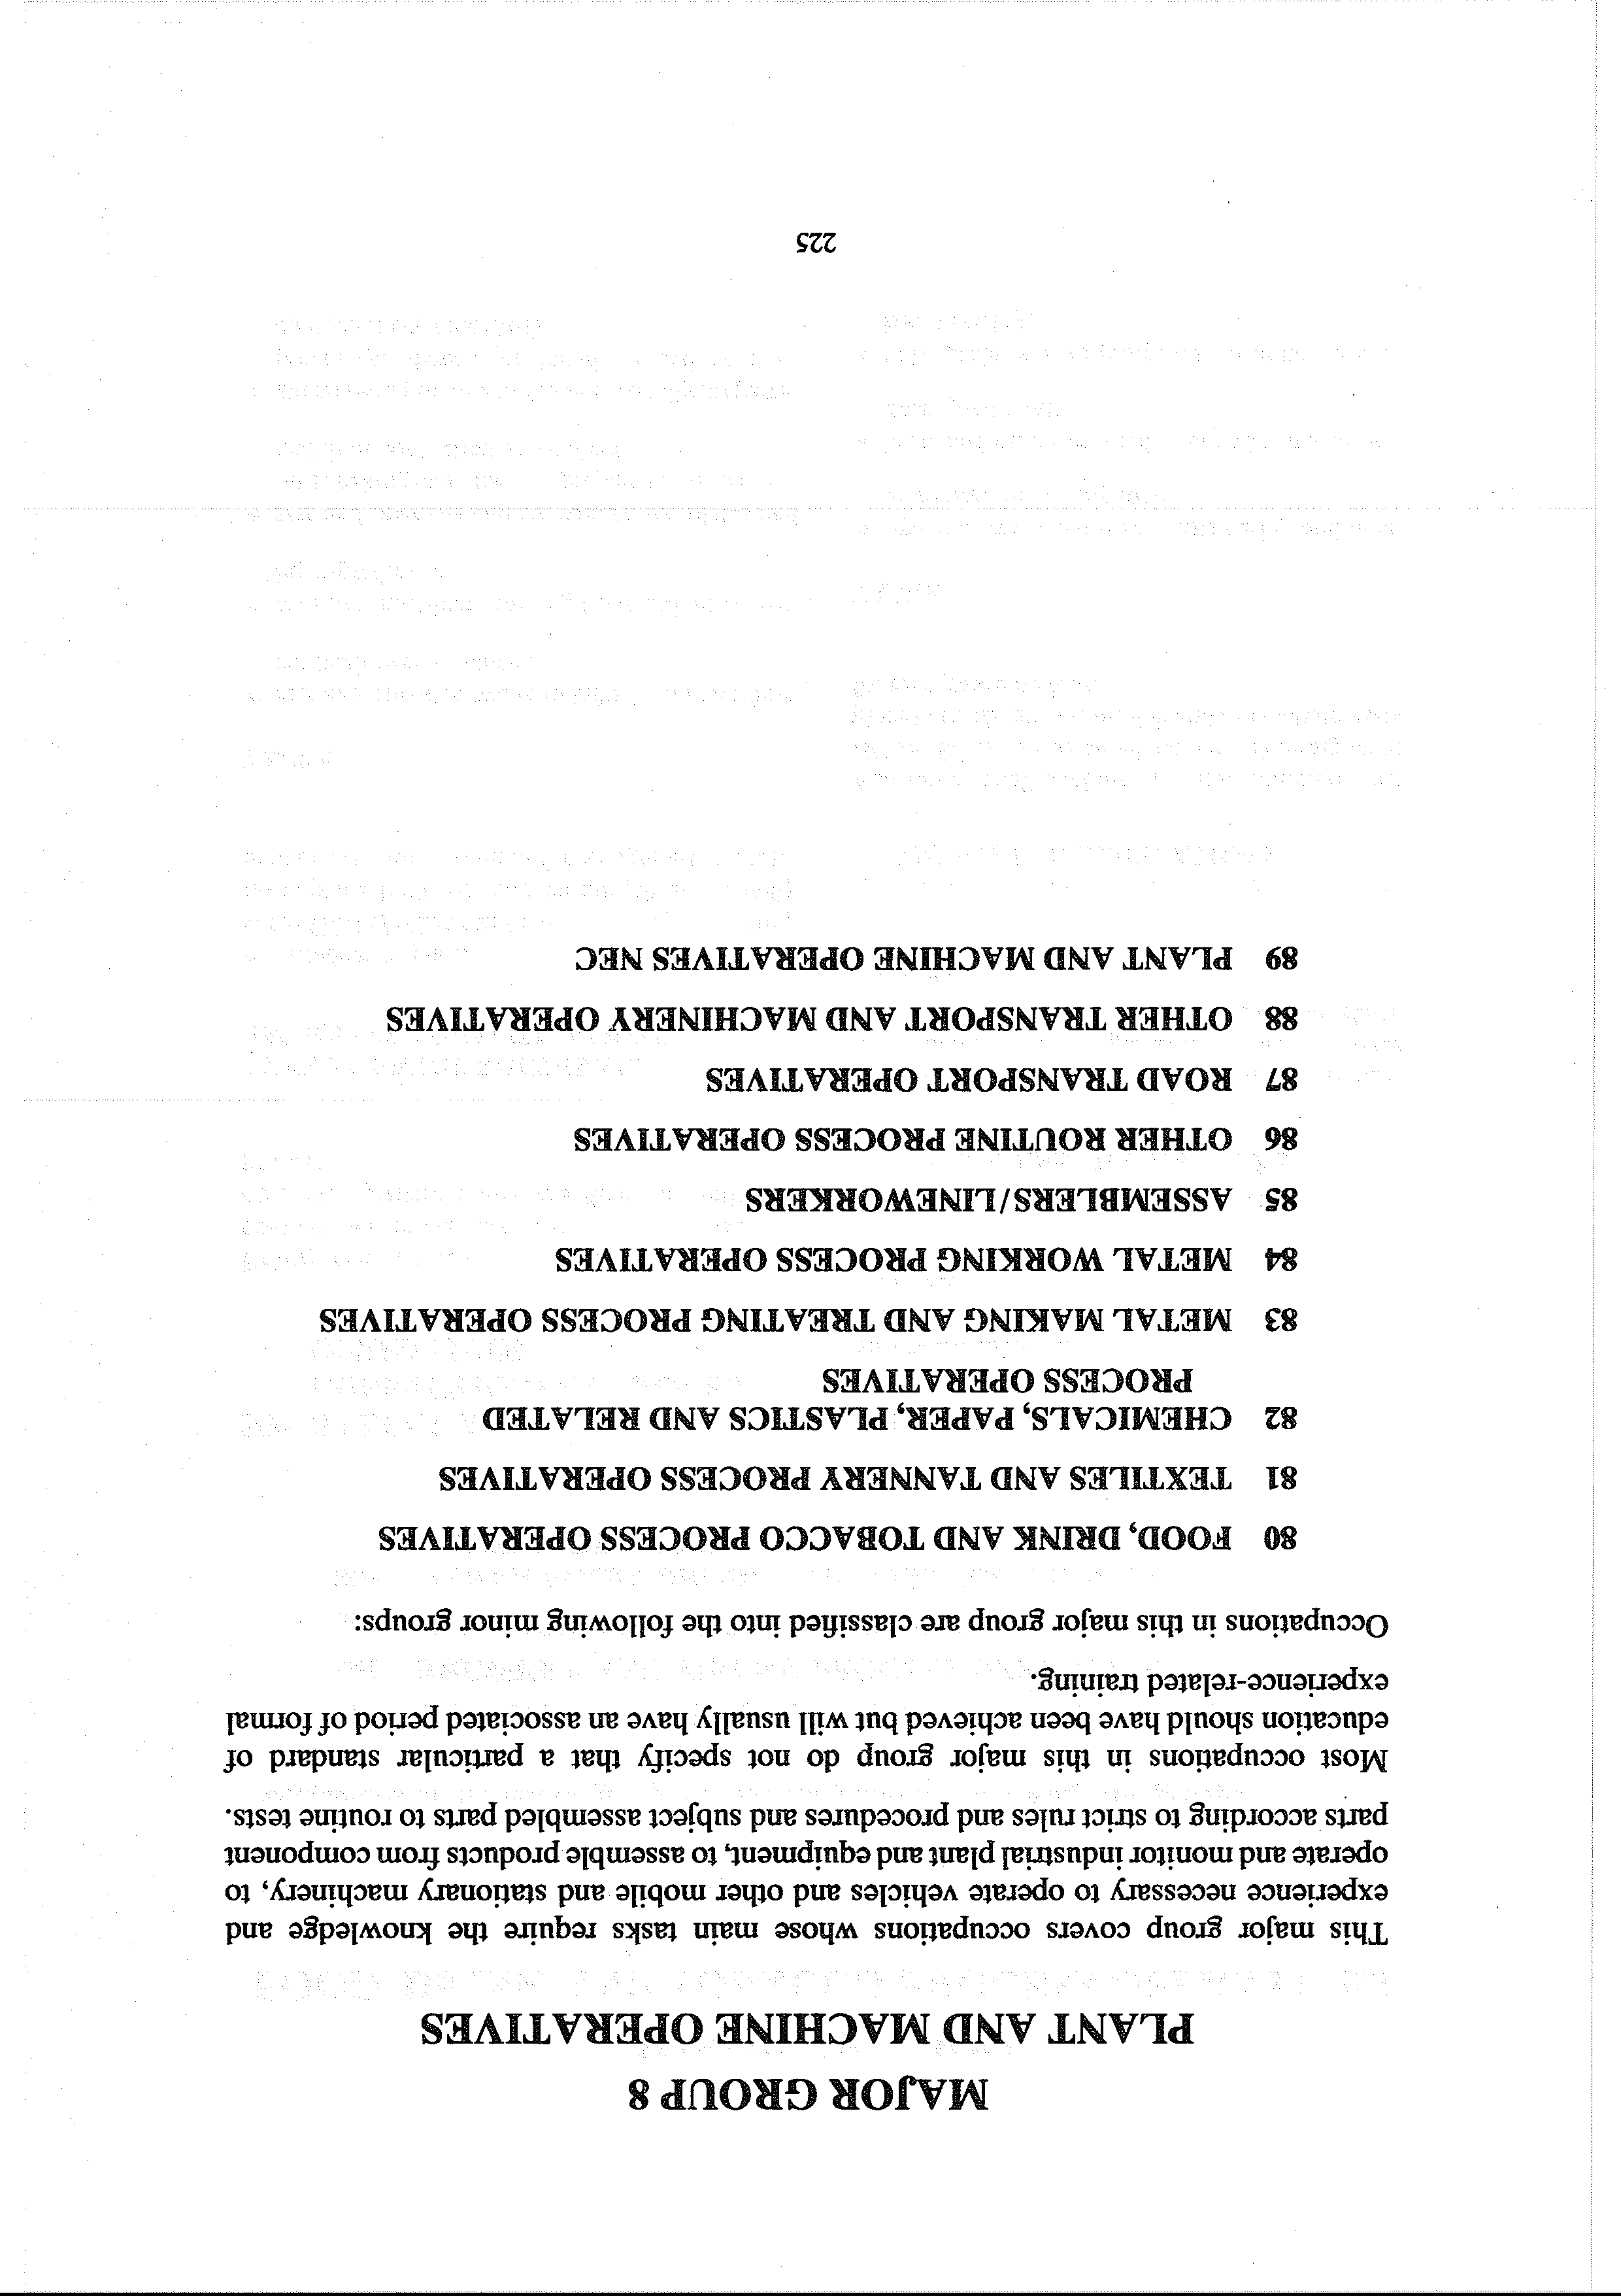 MAJOR GROUP 8
PLANT AND MACHINE OPERATIVES
This major group covers occupations whose main tasks require the knowledge and
experience necessary to operate vehicles and other mobile and stationary machinery, to
operate and monitor industrial plant and equipment, to assemble products from component
parts according to strict rules and procedures and subject assembled parts to routine tests.
Most occupations in this major group do not specify that a particular standard of
education should have been achieved but will usually have an associated period of formal
experience-related training.
Occupations in this major group are classified into the following minor groups:
80 FOOD, DRINK AND TOBACCO PROCESS OPERATIVES
81 TEXTILES AND TANNERY PROCESS OPERATIVES
82 CHEMICALS, PAPER, PLASTICS AND RELATED
PROCESS OPERATIVES
83 METAL MAKING AND TREATING PROCESS OPERATIVES
84 METAL WORKING PROCESS OPERATIVES
85 ASSEMBLERS/LINEWORKERS
86 OTHER ROUTINE PROCESS OPERATIVES
87 ROAD TRANSPORT OPERATIVES
88 OTHER TRANSPORT AND MACHINERY OPERATIVES
89 PLANT AND MACHINE OPERATIVES NEC
225